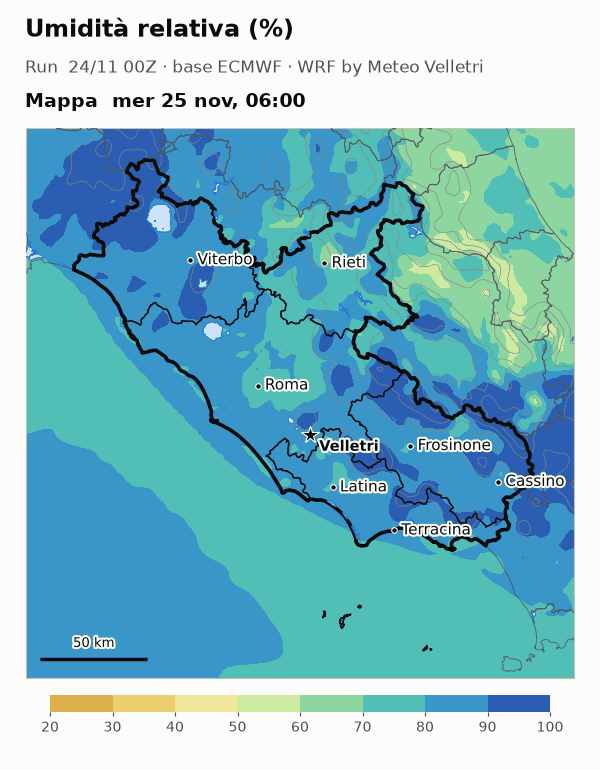 Umidità relativa (%)
Run  24/11 00Z · base ECMWF · WRF by Meteo Velletri
Mappa  mer 25 nov, 06:00
Viterbo
Rieti
Roma
Velletri
Frosinone
Cassino
Latina
Terracina
50 km
20 30 40 50 60 70 80 90 100